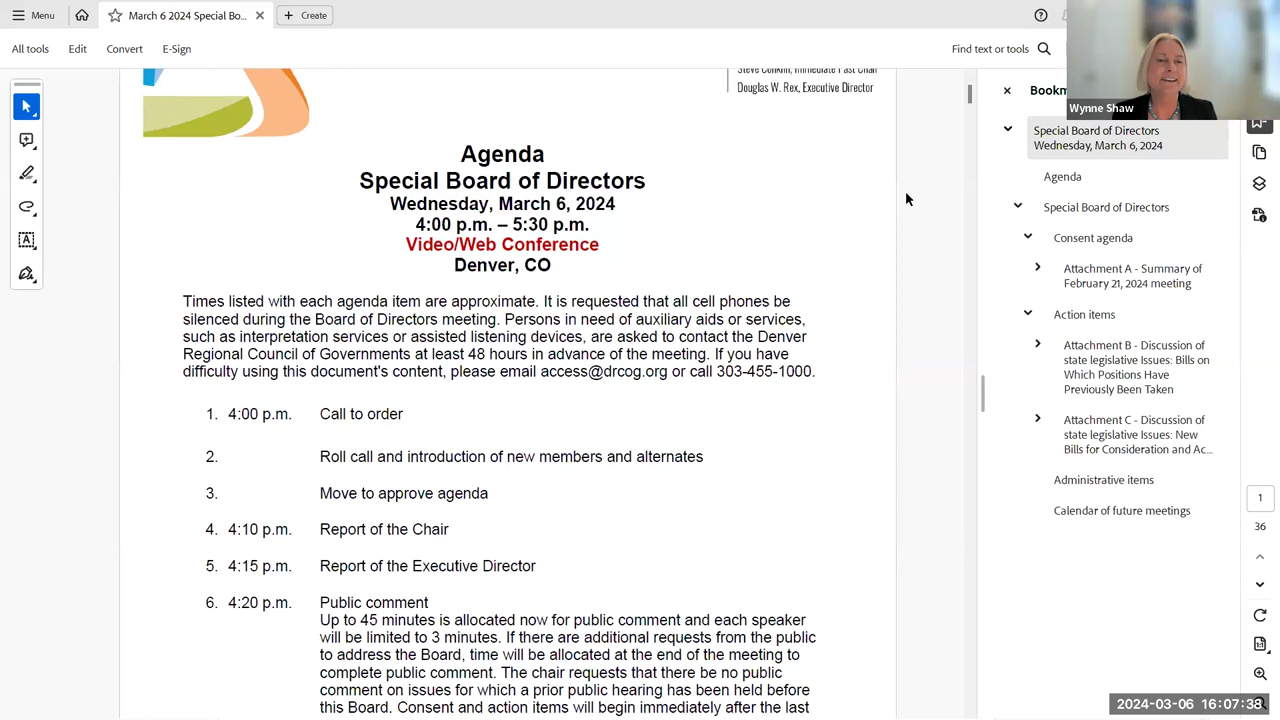 Menu
March 6 2024 Special Bo...
Create
All tools
Edit
Convert
E-Sign
Find text or tools
Wynne Shaw
Steve Conklin, Immediate Past Chair
Douglas W. Rex, Executive Director
Agenda
Special Board of Directors
Wednesday, March 6, 2024
4:00 p.m. – 5:30 p.m.
Video/Web Conference
Denver, CO
Times listed with each agenda item are approximate. It is requested that all cell phones be
silenced during the Board of Directors meeting. Persons in need of auxiliary aids or services,
such as interpretation services or assisted listening devices, are asked to contact the Denver
Regional Council of Governments at least 48 hours in advance of the meeting. If you have
difficulty using this document's content, please email access@drcog.org or call 303-455-1000.
1. 4:00 p.m. Call to order
2. Roll call and introduction of new members and alternates
3. Move to approve agenda
4. 4:10 p.m. Report of the Chair
5. 4:15 p.m. Report of the Executive Director
6. 4:20 p.m. Public comment
Up to 45 minutes is allocated now for public comment and each speaker
will be limited to 3 minutes. If there are additional requests from the public
to address the Board, time will be allocated at the end of the meeting to
complete public comment. The chair requests that there be no public
comment on issues for which a prior public hearing has been held before
this Board. Consent and action items will begin immediately after the last
Bookm
Special Board of Directors
Wednesday, March 6, 2024
Agenda
Special Board of Directors
Consent agenda
Attachment A - Summary of
February 21, 2024 meeting
Action items
Attachment B - Discussion of
state legislative Issues: Bills on
Which Positions Have
Previously Been Taken
Attachment C - Discussion of
state legislative Issues: New
Bills for Consideration and Ac...
Administrative items
Calendar of future meetings
1
36
2024-03-06 16:07:38